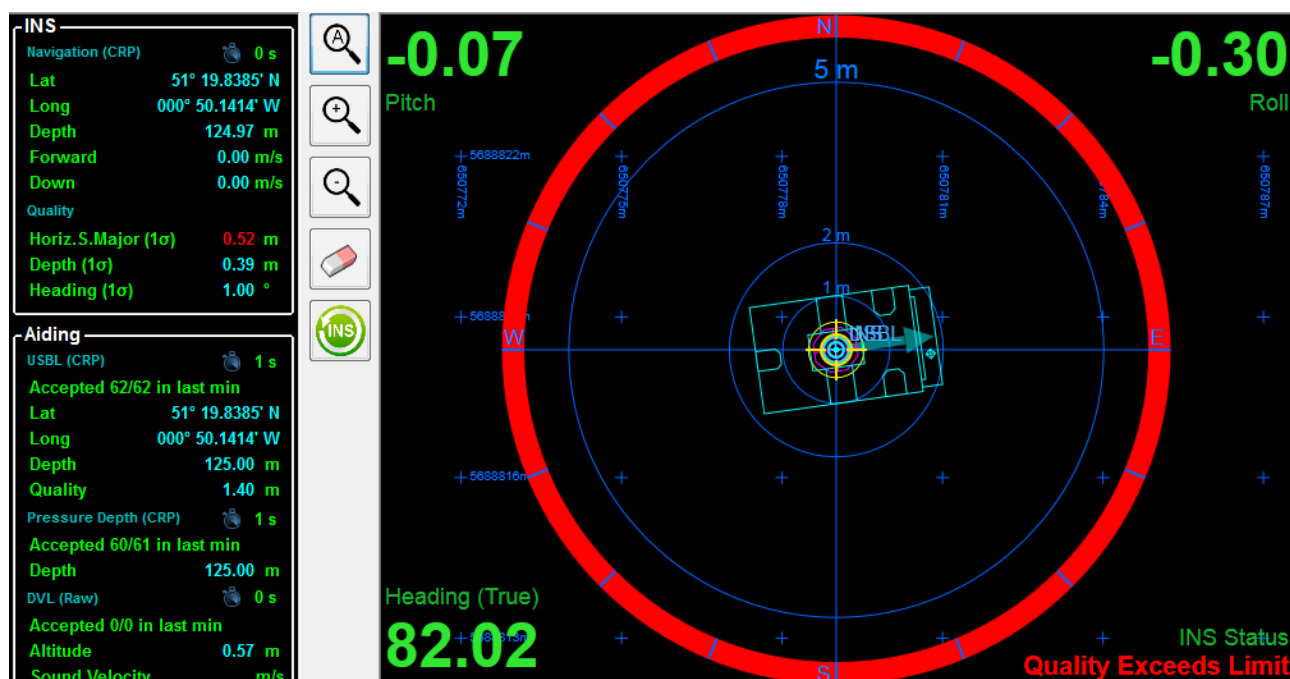 INS
Navigation (CRP) 0 s
Lat 51° 19.8385' N
Long 000° 50.1414' W
Depth 124.97 m
Forward 0.00 m/s
Down 0.00 m/s
Quality
Horiz.S.Major (1σ) 0.52 m
Depth (1σ) 0.39 m
Heading (1σ) 1.00 °
Aiding
USBL (CRP) 1 s
Accepted 62/62 in last min
Lat 51° 19.8385' N
Long 000° 50.1414' W
Depth 125.00 m
Quality 1.40 m
Pressure Depth (CRP) 1 s
Accepted 60/61 in last min
Depth 125.00 m
DVL (Raw) 0 s
Accepted 0/0 in last min
Altitude 0.57 m
Sound Velocity m/s
A
INS
-0.07
Pitch
-0.30
Roll
N
5 m
5688822m
650772m
650775m
650778m
650781m
650784m
650787m
2 m
1 m
W
E
INS
5688816m
Heading (True)
82.02
5688813m
S
INS Status
Quality Exceeds Limit